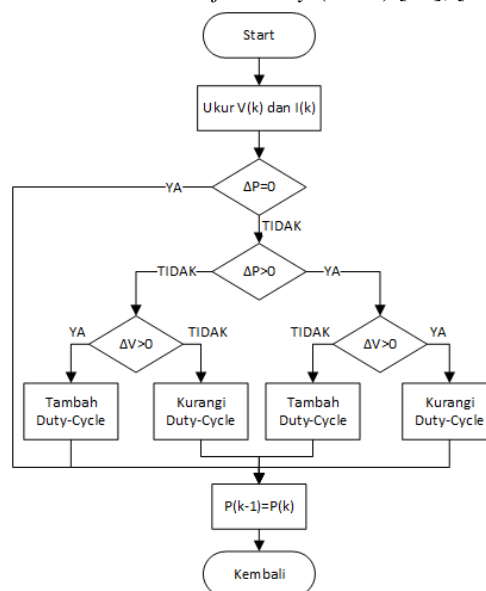 Start
Ukur V(k) dan I(k)
ΔP=0
YA
TIDAK
ΔP>0
TIDAK
YA
ΔV>0
YA
TIDAK
ΔV>0
TIDAK
YA
Tambah
Duty-Cycle
Kurangi
Duty-Cycle
Tambah
Duty-Cycle
Kurangi
Duty-Cycle
P(k-1)=P(k)
Kembali